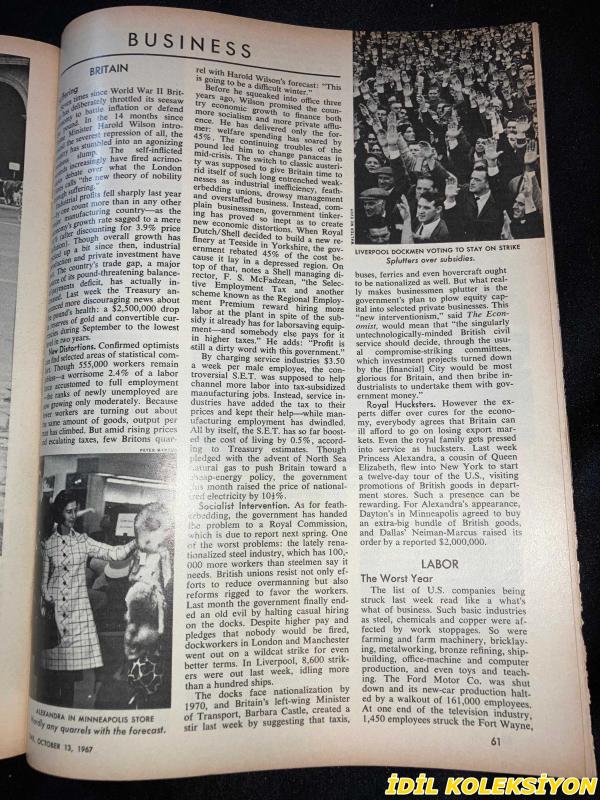 BUSINESS
BRITAIN
times since World War II Brit-
has deliberately throttled its seesaw
to battle inflation or defend
pound. In the 14 months since
Minister Harold Wilson intro-
the severest repression of all, the
has stumbled into an agonizing
slump. The self-inflicted
increasingly have fired acrimo-
debate over what the London
calls "the new theory of nobility
suffering."
profits fell sharply last year
one count more than in any other
manufacturing country—as the
growth rate sagged to a mere
(after discounting for 3.9% price
Though overall growth has
up a bit since then, industrial
and private investment have
The country's trade gap, a major
of its pound-threatening balance-
deficit, has actually in-
Last week the Treasury an-
more discouraging news about
pound's health: a $2,500,000 drop
reserves of gold and convertible cur-
during September to the lowest
in two years.
New Distortions. Confirmed optimists
find selected areas of statistical com-
Though 555,000 workers remain
a worrisome 2.4% of a labor
accustomed to full employment
—the ranks of newly unemployed are
growing only moderately. Because
workers are turning out about
same amount of goods, output per
has climbed. But amid rising prices
escalating taxes, few Britons quar-
ALEXANDRA IN MINNEAPOLIS STORE
any quarrels with the forecast.
OCTOBER 13, 1967
rel with Harold Wilson's forecast: "This
is going to be a difficult winter."
Before he squeaked into office three
years ago, Wilson promised the coun-
try economic growth to finance both
more socialism and more private afflu-
ence. He has delivered only the for-
mer: welfare spending has soared by
45%. The continuing troubles of the
pound led him to change panaceas in
mid-crisis. The switch to classic austeri-
ty was supposed to give Britain time to
rid itself of such long entrenched weak-
nesses as industrial inefficiency, feath-
erbedding unions, drowsy management
and overstaffed business. Instead, com-
plain businessmen, government tinker-
ing has proved so inept as to create
new economic distortions. When Royal
Dutch/Shell decided to build a new re-
finery at Teesside in Yorkshire, the gov-
ernment rebated 45% of the cost be-
cause it lay in a depressed region. On
top of that, notes a Shell managing di-
rector, F. S. McFadzean, "the Selec-
tive Employment Tax and another
scheme known as the Regional Employ-
ment Premium reward hiring more
labor at the plant in spite of the sub-
sidy it already has for laborsaving equip-
ment—and somebody else pays for it
in higher taxes." He adds: "Profit is
still a dirty word with this government."
By charging service industries $3.50
a week per male employee, the con-
troversial S.E.T. was supposed to help
channel more labor into tax-subsidized
manufacturing jobs. Instead, service in-
dustries have added the tax to their
prices and kept their help—while man-
ufacturing employment has dwindled.
All by itself, the S.E.T. has so far boost-
ed the cost of living by 0.5%, accord-
ing to Treasury estimates. Though
pledged with the advent of North Sea
natural gas to push Britain toward a
cheap-energy policy, the government
this month raised the price of national-
ized electricity by 10½%.
Socialist Intervention. As for feath-
erbedding, the government has handed
the problem to a Royal Commission,
which is due to report next spring. One
of the worst problems: the lately rena-
tionalized steel industry, which has 100,-
000 more workers than steelmen say it
needs. British unions resist not only ef-
forts to reduce overmanning but also
reforms rigged to favor the workers.
Last month the government finally end-
ed an old evil by halting casual hiring
on the docks. Despite higher pay and
pledges that nobody would be fired,
dockworkers in London and Manchester
went out on a wildcat strike for even
better terms. In Liverpool, 8,600 strik-
ers were out last week, idling more
than a hundred ships.
The docks face nationalization by
1970, and Britain's left-wing Minister
of Transport, Barbara Castle, created a
stir last week by suggesting that taxis,
LIVERPOOL DOCKMEN VOTING TO STAY ON STRIKE
Splutters over subsidies.
buses, ferries and even hovercraft ought
to be nationalized as well. But what real-
ly makes businessmen splutter is the
government's plan to plow equity cap-
ital into selected private businesses. This
"new interventionism," said The Econ-
omist, would mean that "the singularly
untechnologically-minded British civil
service should decide, through the usu-
al compromise-striking committees,
which investment projects turned down
by the [financial] City would be most
glorious for Britain, and then bribe in-
dustrialists to undertake them with gov-
ernment money."
Royal Hucksters. However the ex-
perts differ over cures for the econo-
my, everybody agrees that Britain can
ill afford to go on losing export mar-
kets. Even the royal family gets pressed
into service as hucksters. Last week
Princess Alexandra, a cousin of Queen
Elizabeth, flew into New York to start
a twelve-day tour of the U.S., visiting
promotions of British goods in depart-
ment stores. Such a presence can be
rewarding. For Alexandra's appearance,
Dayton's in Minneapolis agreed to buy
an extra-big bundle of British goods,
and Dallas' Neiman-Marcus raised its
order by a reported $2,000,000.
LABOR
The Worst Year
The list of U.S. companies being
struck last week read like a what's
what of business. Such basic industries
as steel, chemicals and copper were af-
fected by work stoppages. So were
farming and farm machinery, bricklay-
ing, metalworking, bronze refining, ship-
building, office-machine and computer
production, and even toys and teach-
ing. The Ford Motor Co. was shut
down and its new-car production halt-
ed by a walkout of 161,000 employees.
At one end of the television industry,
1,450 employees struck the Fort Wayne,
61
İDİL KOLEKSİYON